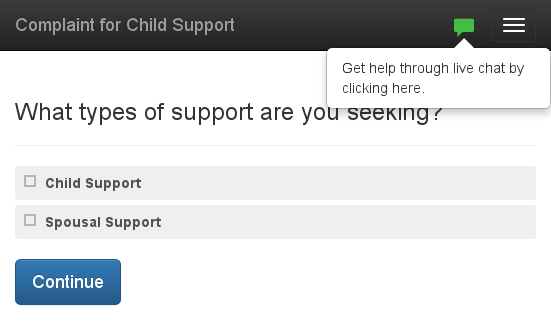 Complaint for Child Support
Get help through live chat by
clicking here.
What types of support are you seeking?
Child Support
Spousal Support
Continue